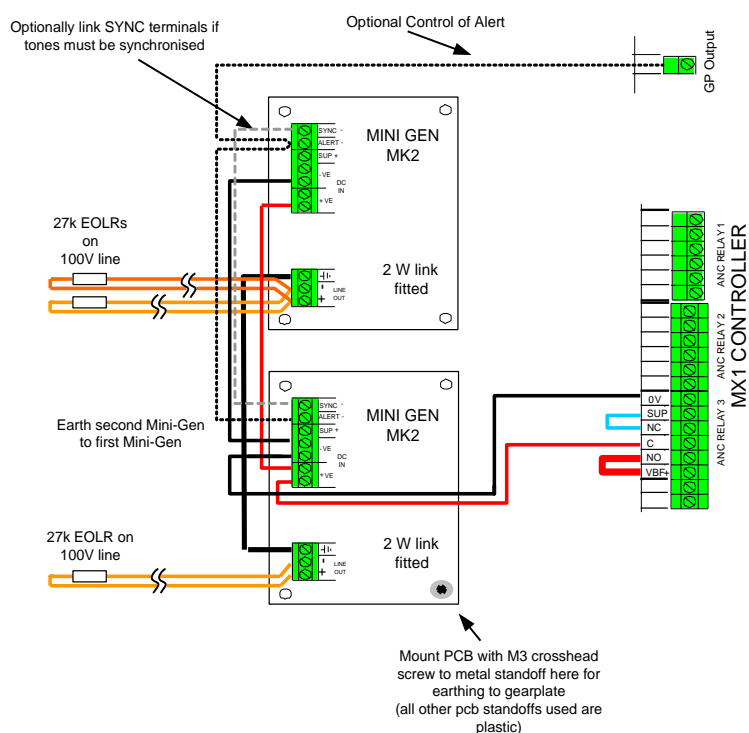 Optionally link SYNC terminals if
tones must be synchronised
Optional Control of Alert
GP Output
MINI GEN
MK2
SYNC -
ALERT -
SUP +
- VE
DC
IN
+ VE
27k EOLRs
on
100V line
2 W link
fitted
-
+
LINE
OUT
ANC RELAY 1
ANC RELAY 2
ANC RELAY 3
MX1 CONTROLLER
0V
SUP
NC
C
NO
VBF+
Earth second Mini-Gen
to first Mini-Gen
MINI GEN
MK2
SYNC -
ALERT -
SUP +
- VE
DC
IN
+ VE
27k EOLR on
100V line
2 W link
fitted
-
+
LINE
OUT
Mount PCB with M3 crosshead
screw to metal standoff here for
earthing to gearplate
(all other pcb standoffs used are
plastic)